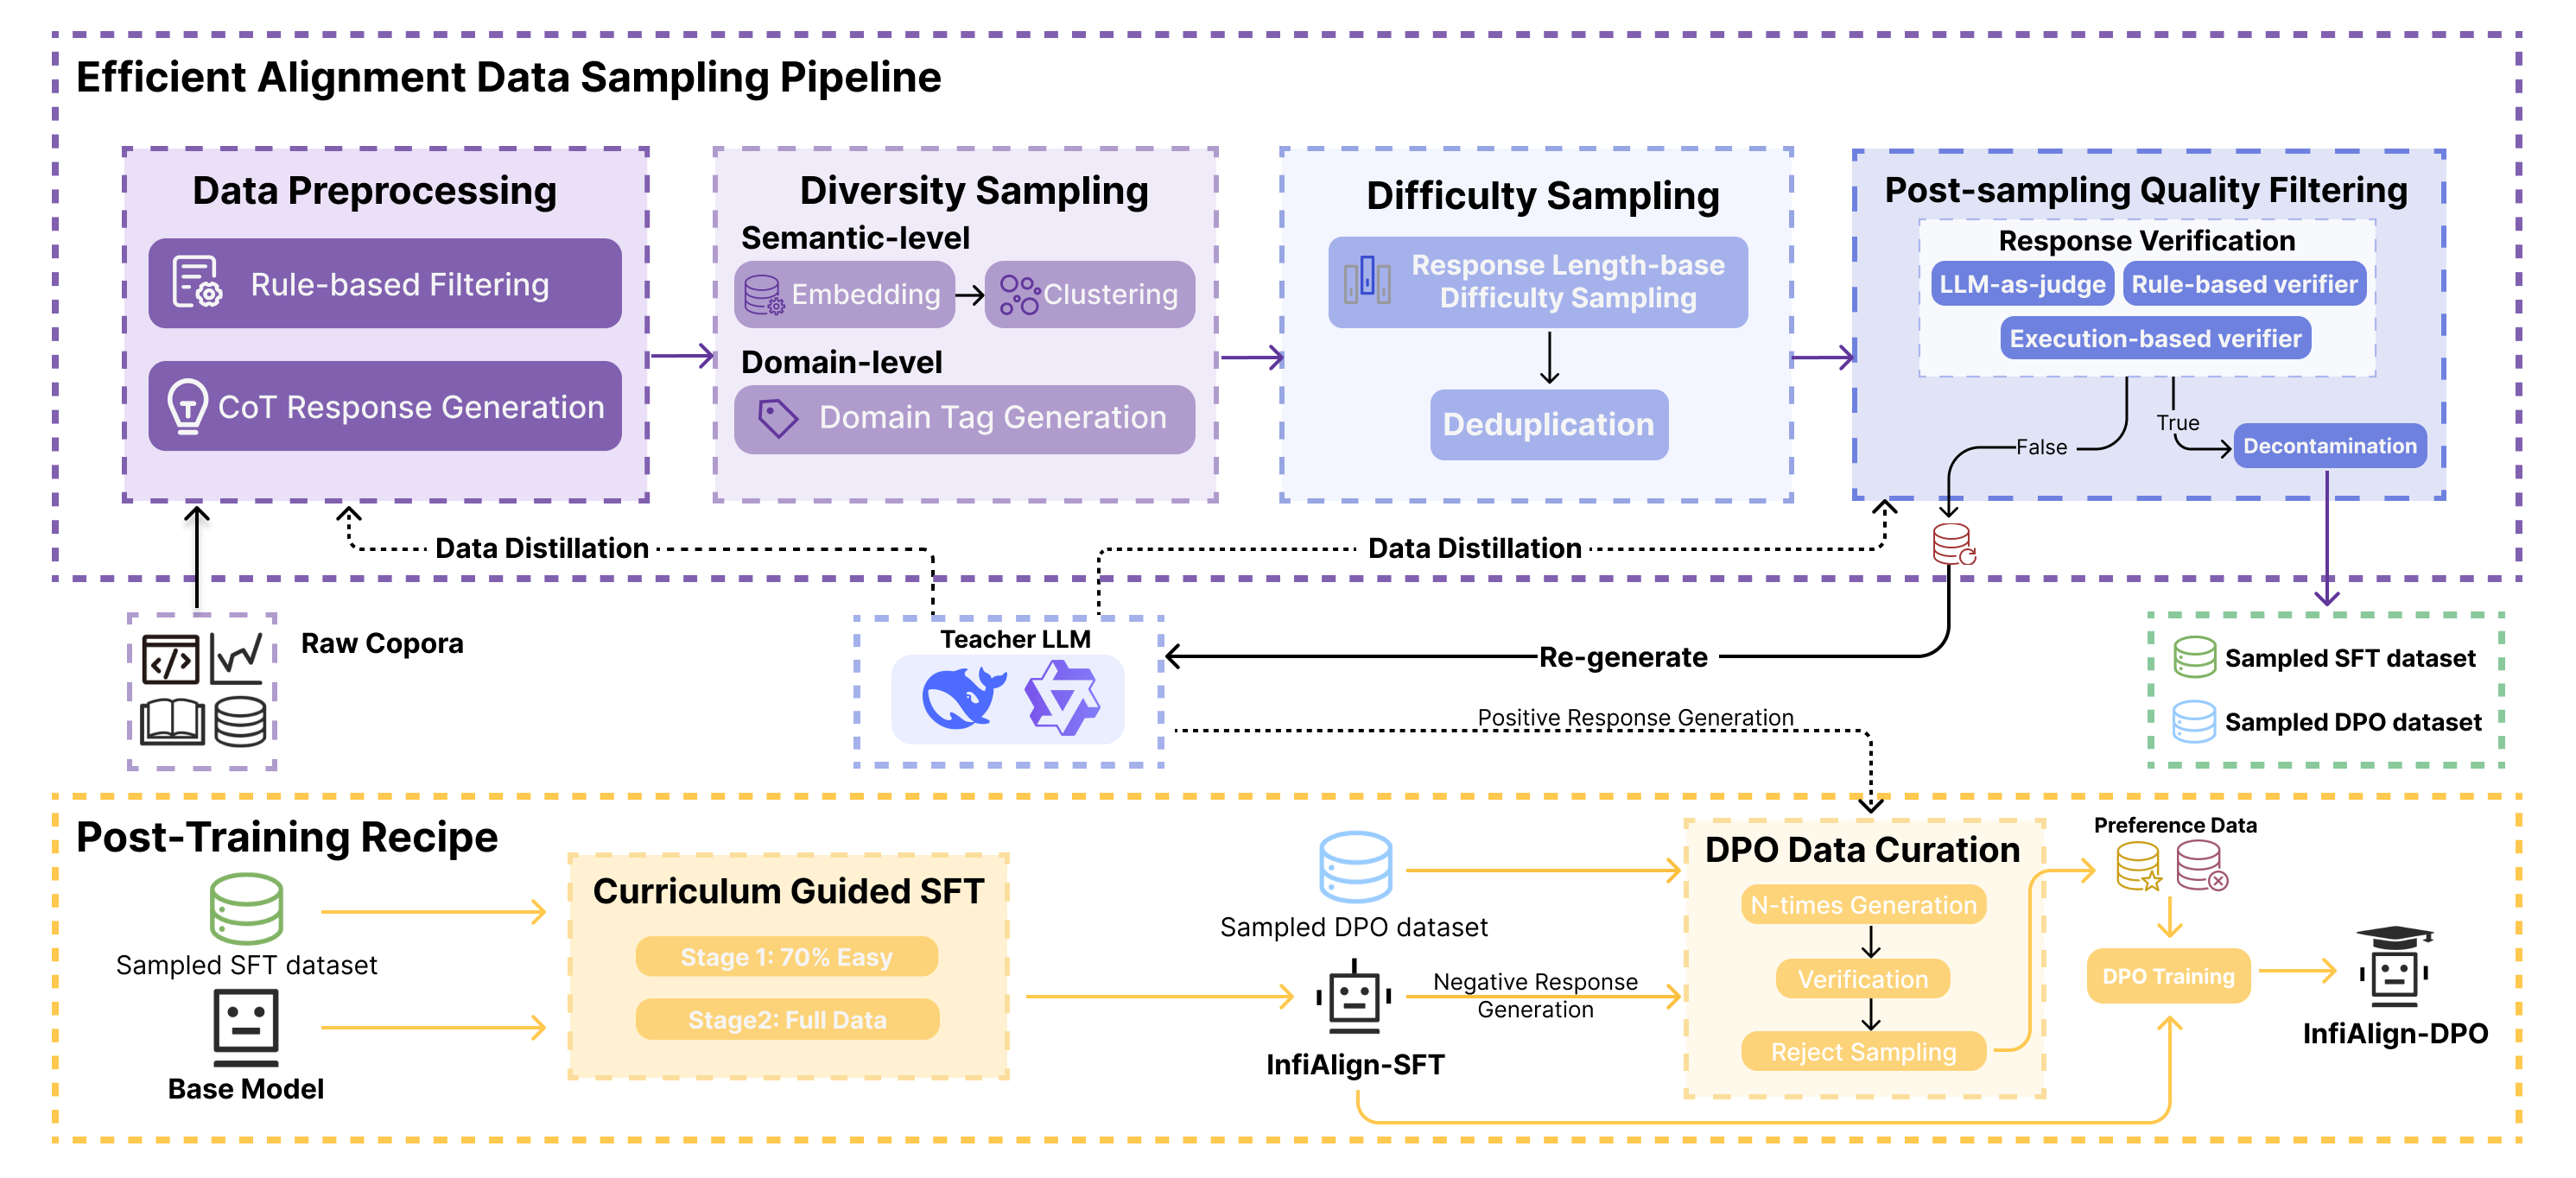 Efficient Alignment Data Sampling Pipeline
Data Preprocessing
Rule-based Filtering
CoT Response Generation
Diversity Sampling
Semantic-level
Embedding
Clustering
Domain-level
Domain Tag Generation
Difficulty Sampling
Response Length-base
Difficulty Sampling
Deduplication
Post-sampling Quality Filtering
Response Verification
LLM-as-judge
Rule-based verifier
Execution-based verifier
True
False
Decontamination
Data Distillation
Data Distillation
Raw Copora
</>
Teacher LLM
Re-generate
Positive Response Generation
Sampled SFT dataset
Sampled DPO dataset
Post-Training Recipe
Sampled SFT dataset
Base Model
Curriculum Guided SFT
Stage 1: 70% Easy
Stage2: Full Data
Sampled DPO dataset
InfiAlign-SFT
Negative Response
Generation
DPO Data Curation
N-times Generation
Verification
Reject Sampling
Preference Data
DPO Training
InfiAlign-DPO